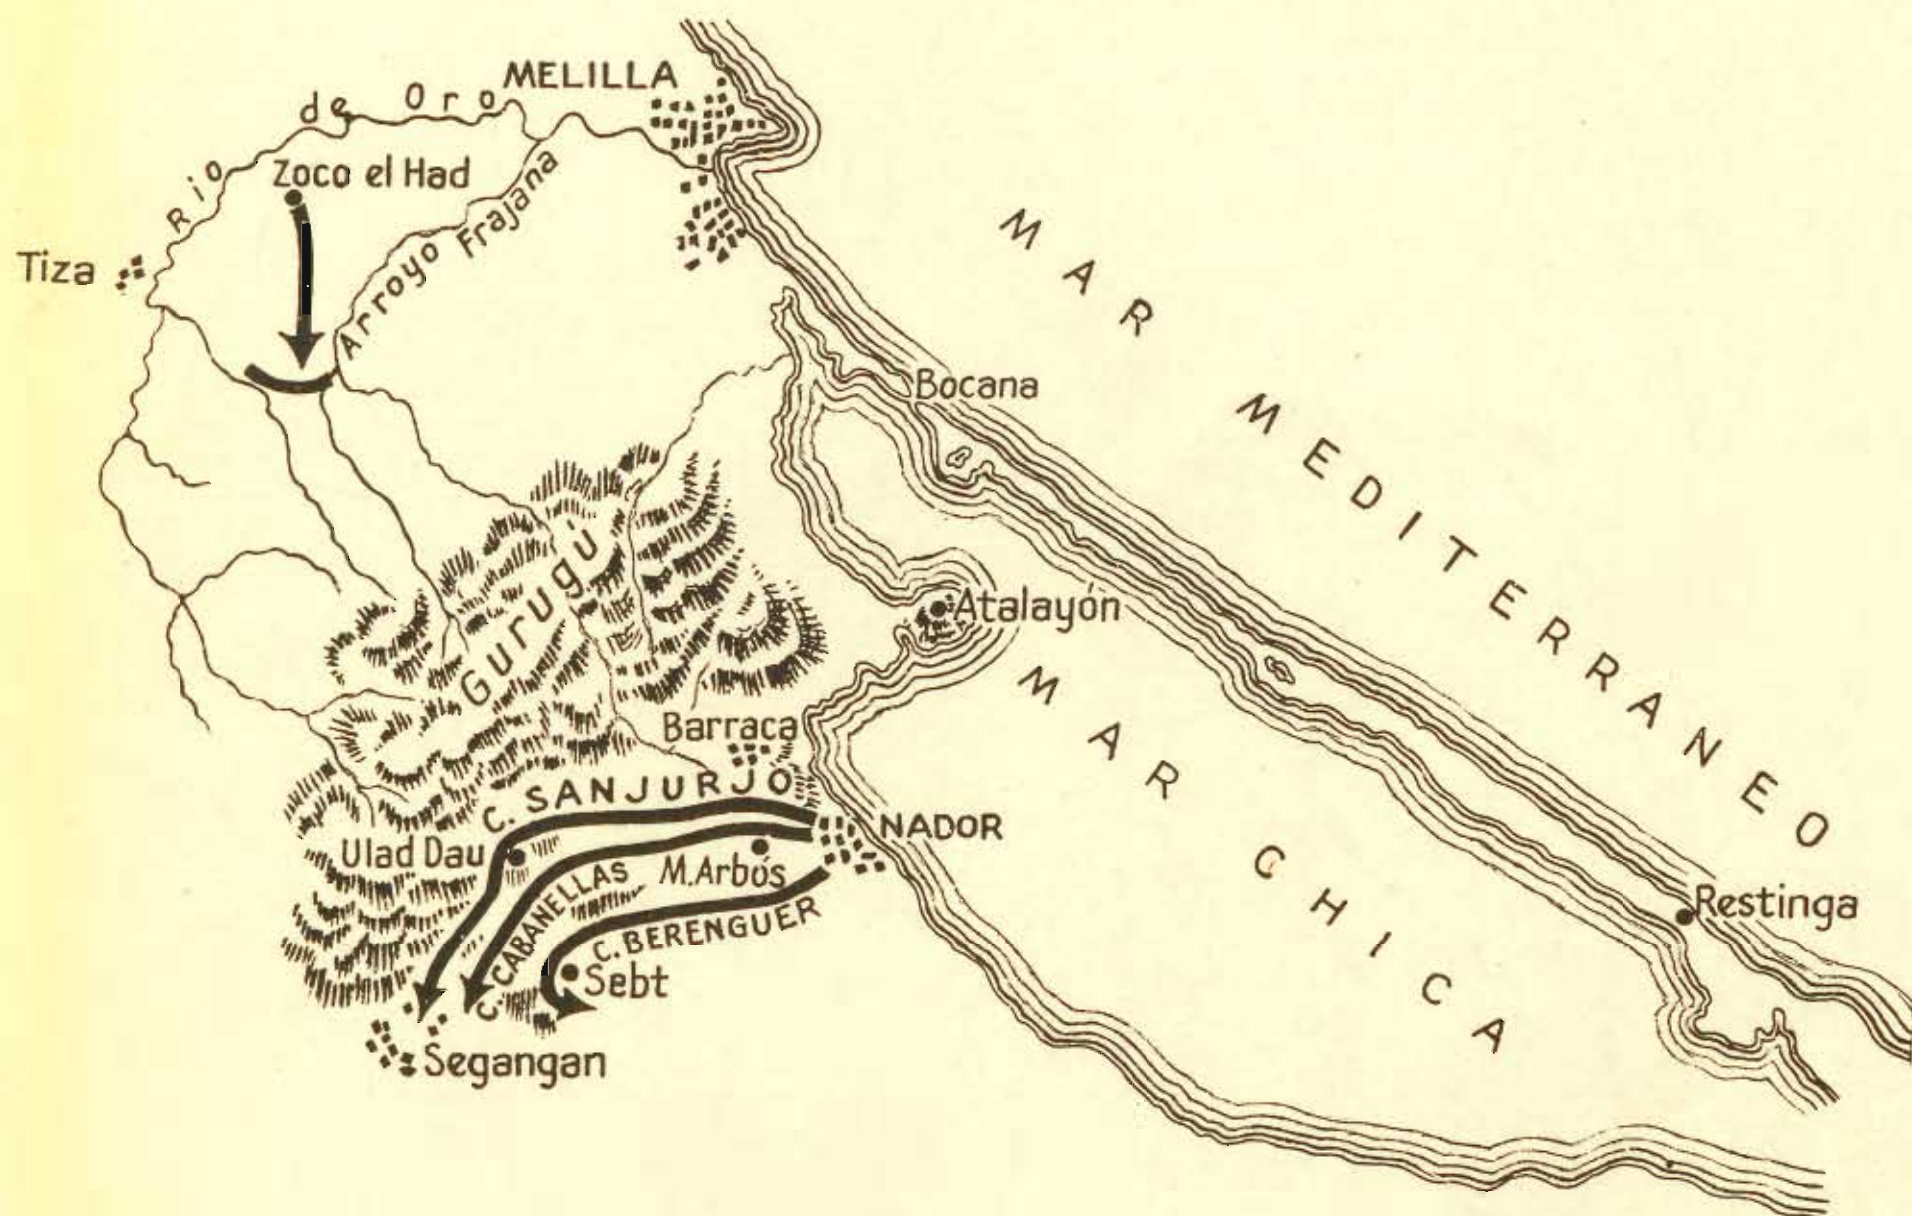 MELILLA
Rio de Oro
Zoco el Had
Arroyo Frajana
Tiza
MAR MEDITERRANEO
Bocana
Gurugú
Atalayón
MAR CHICA
Barraca
C. SANJURJO
NADOR
Ulad Dau
M. Arbós
C. CABANELLAS
C. BERENGUER
Restinga
Sebt
Segangan